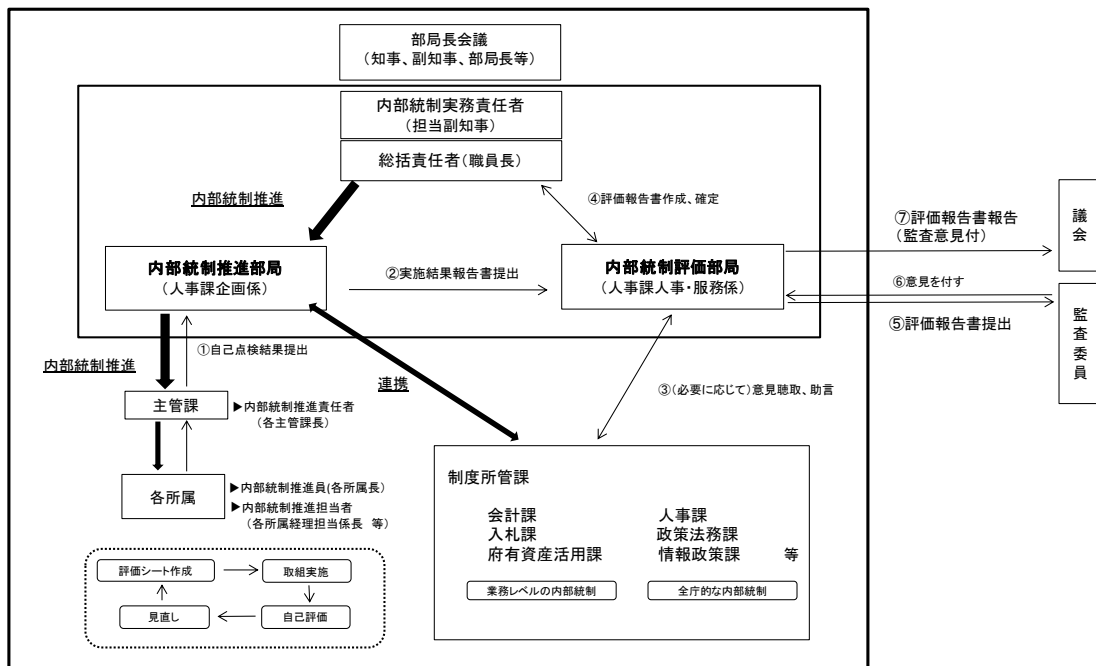 部局長会議
（知事、副知事、部局長等）
内部統制実務責任者
（担当副知事）
総括責任者（職員長）
内部統制推進
④評価報告書作成、確定
内部統制推進部局
（人事課企画係）
②実施結果報告書提出
内部統制評価部局
（人事課人事・服務係）
⑦評価報告書報告
（監査意見付）
議会
⑥意見を付す
⑤評価報告書提出
監査委員
内部統制推進
①自己点検結果提出
連携
③（必要に応じて）意見聴取、助言
主管課
▶内部統制推進責任者
（各主管課長）
各所属
▶内部統制推進員(各所属長）
▶内部統制推進担当者
（各所属経理担当係長 等）
制度所管課
会計課 人事課
入札課 政策法務課
府有資産活用課 情報政策課 等
業務レベルの内部統制 全庁的な内部統制
評価シート作成 取組実施
見直し 自己評価